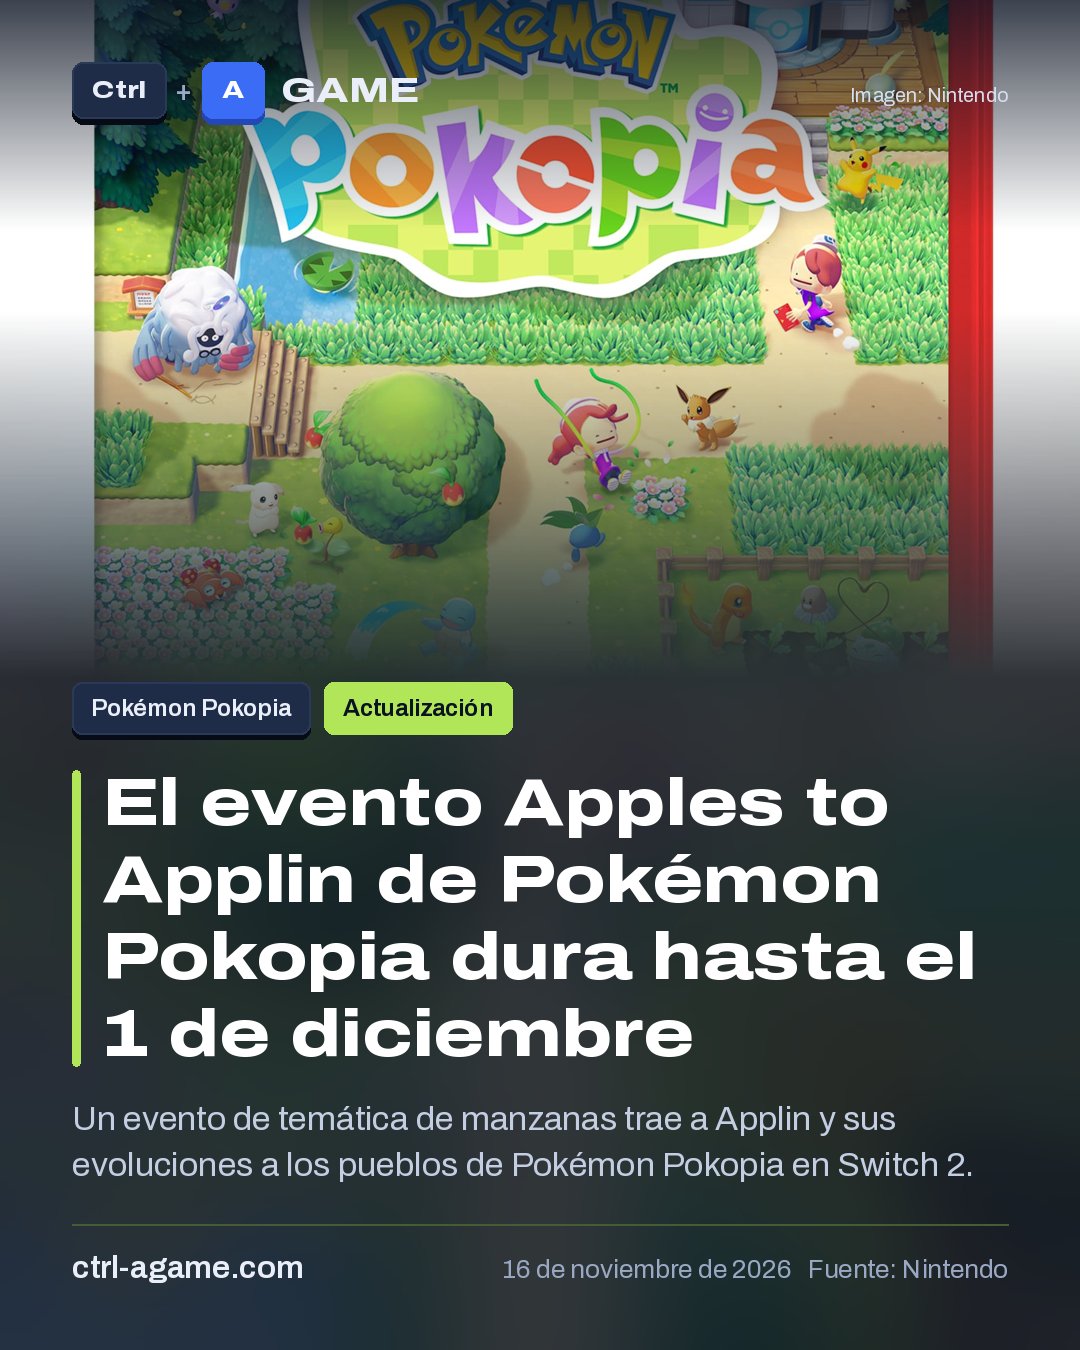 POKéMON
Ctrl + A GAME
TM
Imagen: Nintendo
Pokopia
Pokémon Pokopia
Actualización
El evento Apples to
Applin de Pokémon
Pokopia dura hasta el
1 de diciembre
Un evento de temática de manzanas trae a Applin y sus
evoluciones a los pueblos de Pokémon Pokopia en Switch 2.
ctrl-agame.com
16 de noviembre de 2026 Fuente: Nintendo